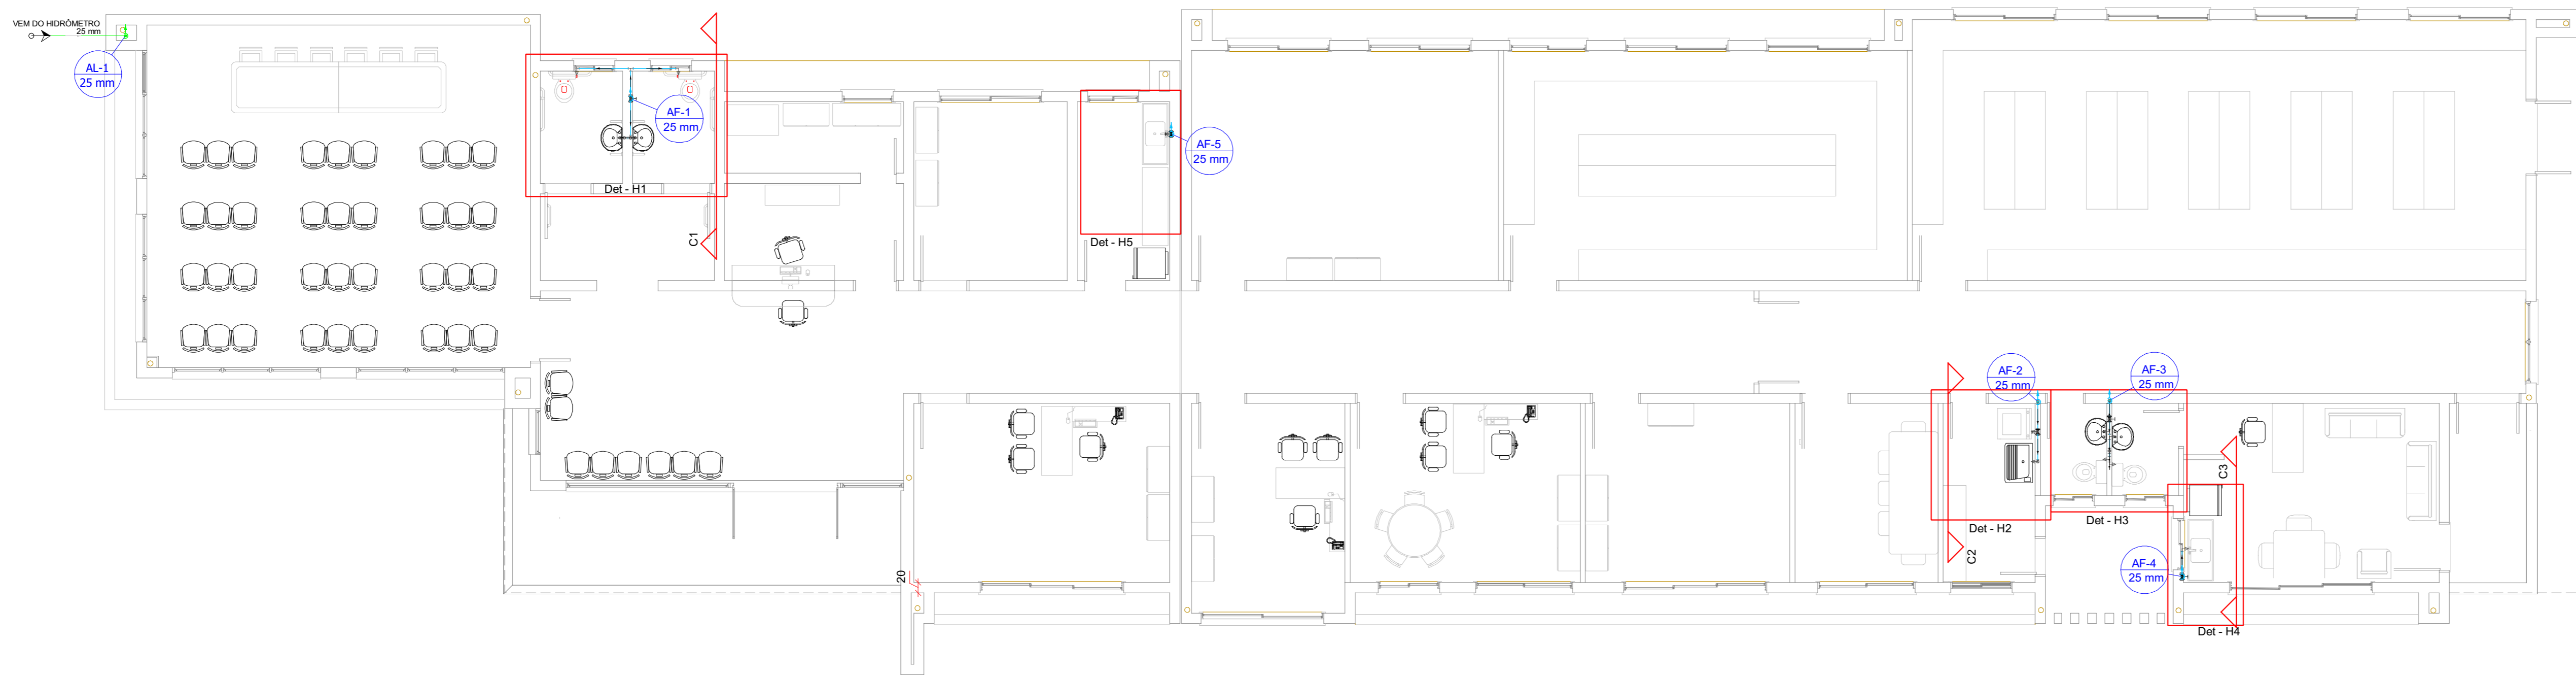 VEM DO HIDRÔMETRO
25 mm
AL-1
25 mm
AF-1
25 mm
Det - H1
C1
AF-5
25 mm
Det - H5
AF-2
25 mm
AF-3
25 mm
Det - H2
C2
Det - H3
C3
AF-4
25 mm
Det - H4
20